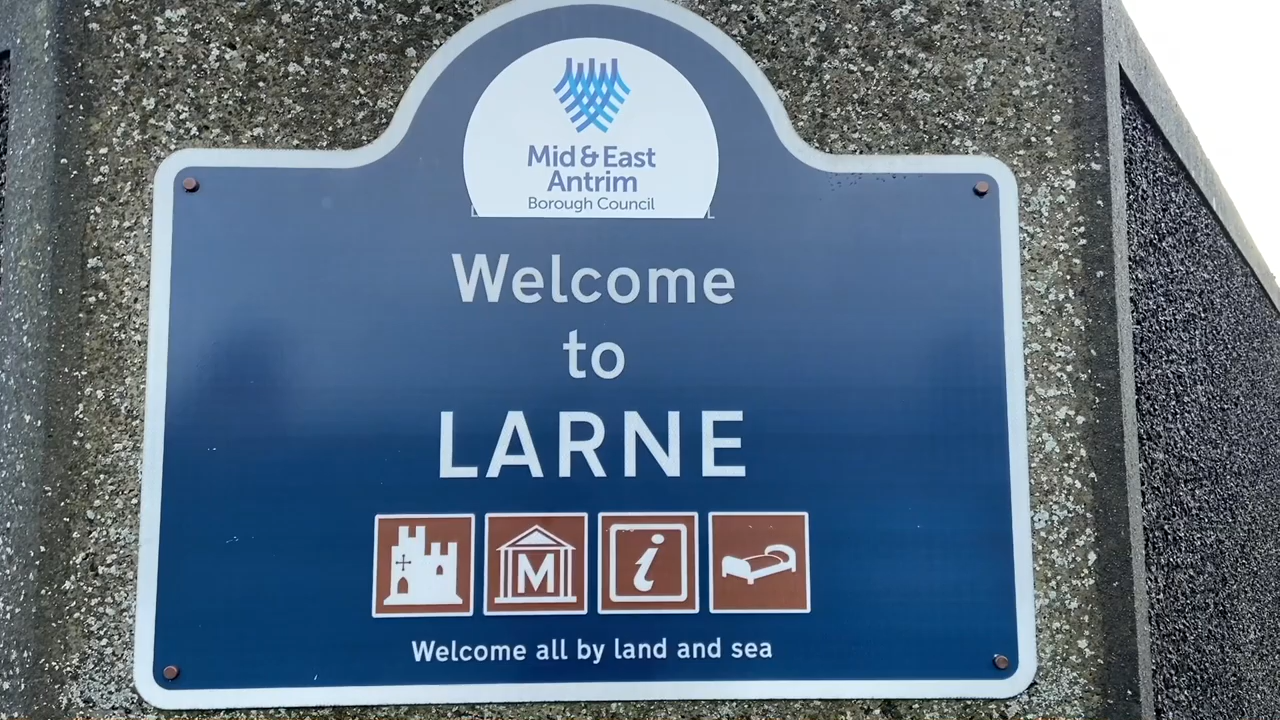 Mid & East
Antrim
Borough Council
Welcome
to
LARNE
M
i
Welcome all by land and sea